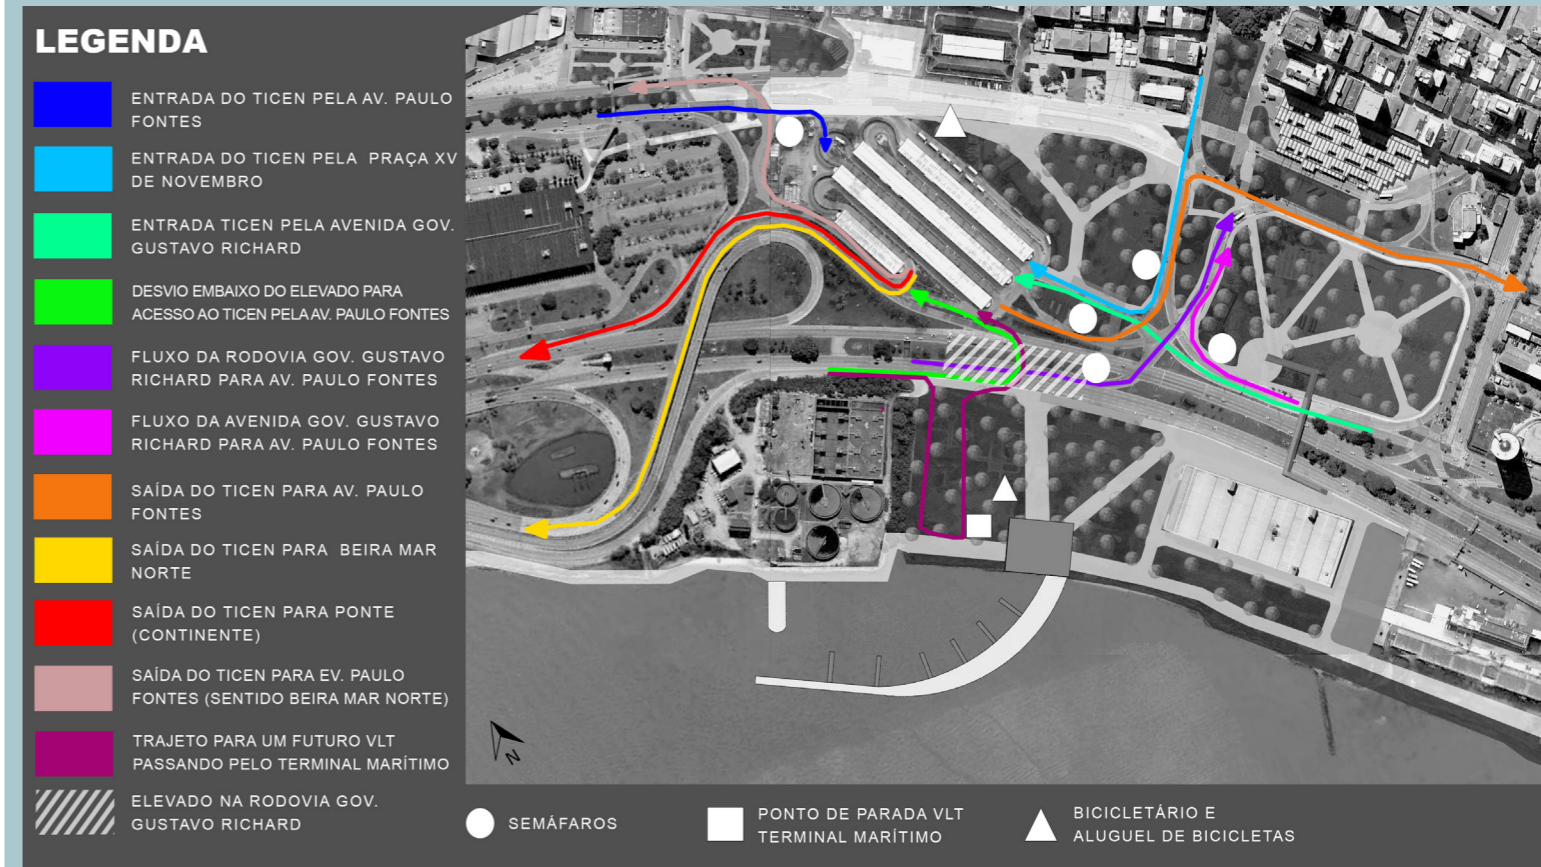 LEGENDA
ENTRADA DO TICEN PELA AV. PAULO
FONTES
ENTRADA DO TICEN PELA PRAÇA XV
DE NOVEMBRO
ENTRADA TICEN PELA AVENIDA GOV.
GUSTAVO RICHARD
DESVIO EMBAIXO DO ELEVADO PARA
ACESSO AO TICEN PELA AV. PAULO FONTES
FLUXO DA RODOVIA GOV. GUSTAVO
RICHARD PARA AV. PAULO FONTES
FLUXO DA AVENIDA GOV. GUSTAVO
RICHARD PARA AV. PAULO FONTES
SAÍDA DO TICEN PARA AV. PAULO
FONTES
SAÍDA DO TICEN PARA BEIRA MAR
NORTE
SAÍDA DO TICEN PARA PONTE
(CONTINENTE)
SAÍDA DO TICEN PARA EV. PAULO
FONTES (SENTIDO BEIRA MAR NORTE)
TRAJETO PARA UM FUTURO VLT
PASSANDO PELO TERMINAL MARÍTIMO
ELEVADO NA RODOVIA GOV.
GUSTAVO RICHARD
N
SEMÁFAROS
PONTO DE PARADA VLT
TERMINAL MARÍTIMO
BICICLETÁRIO E
ALUGUEL DE BICICLETAS